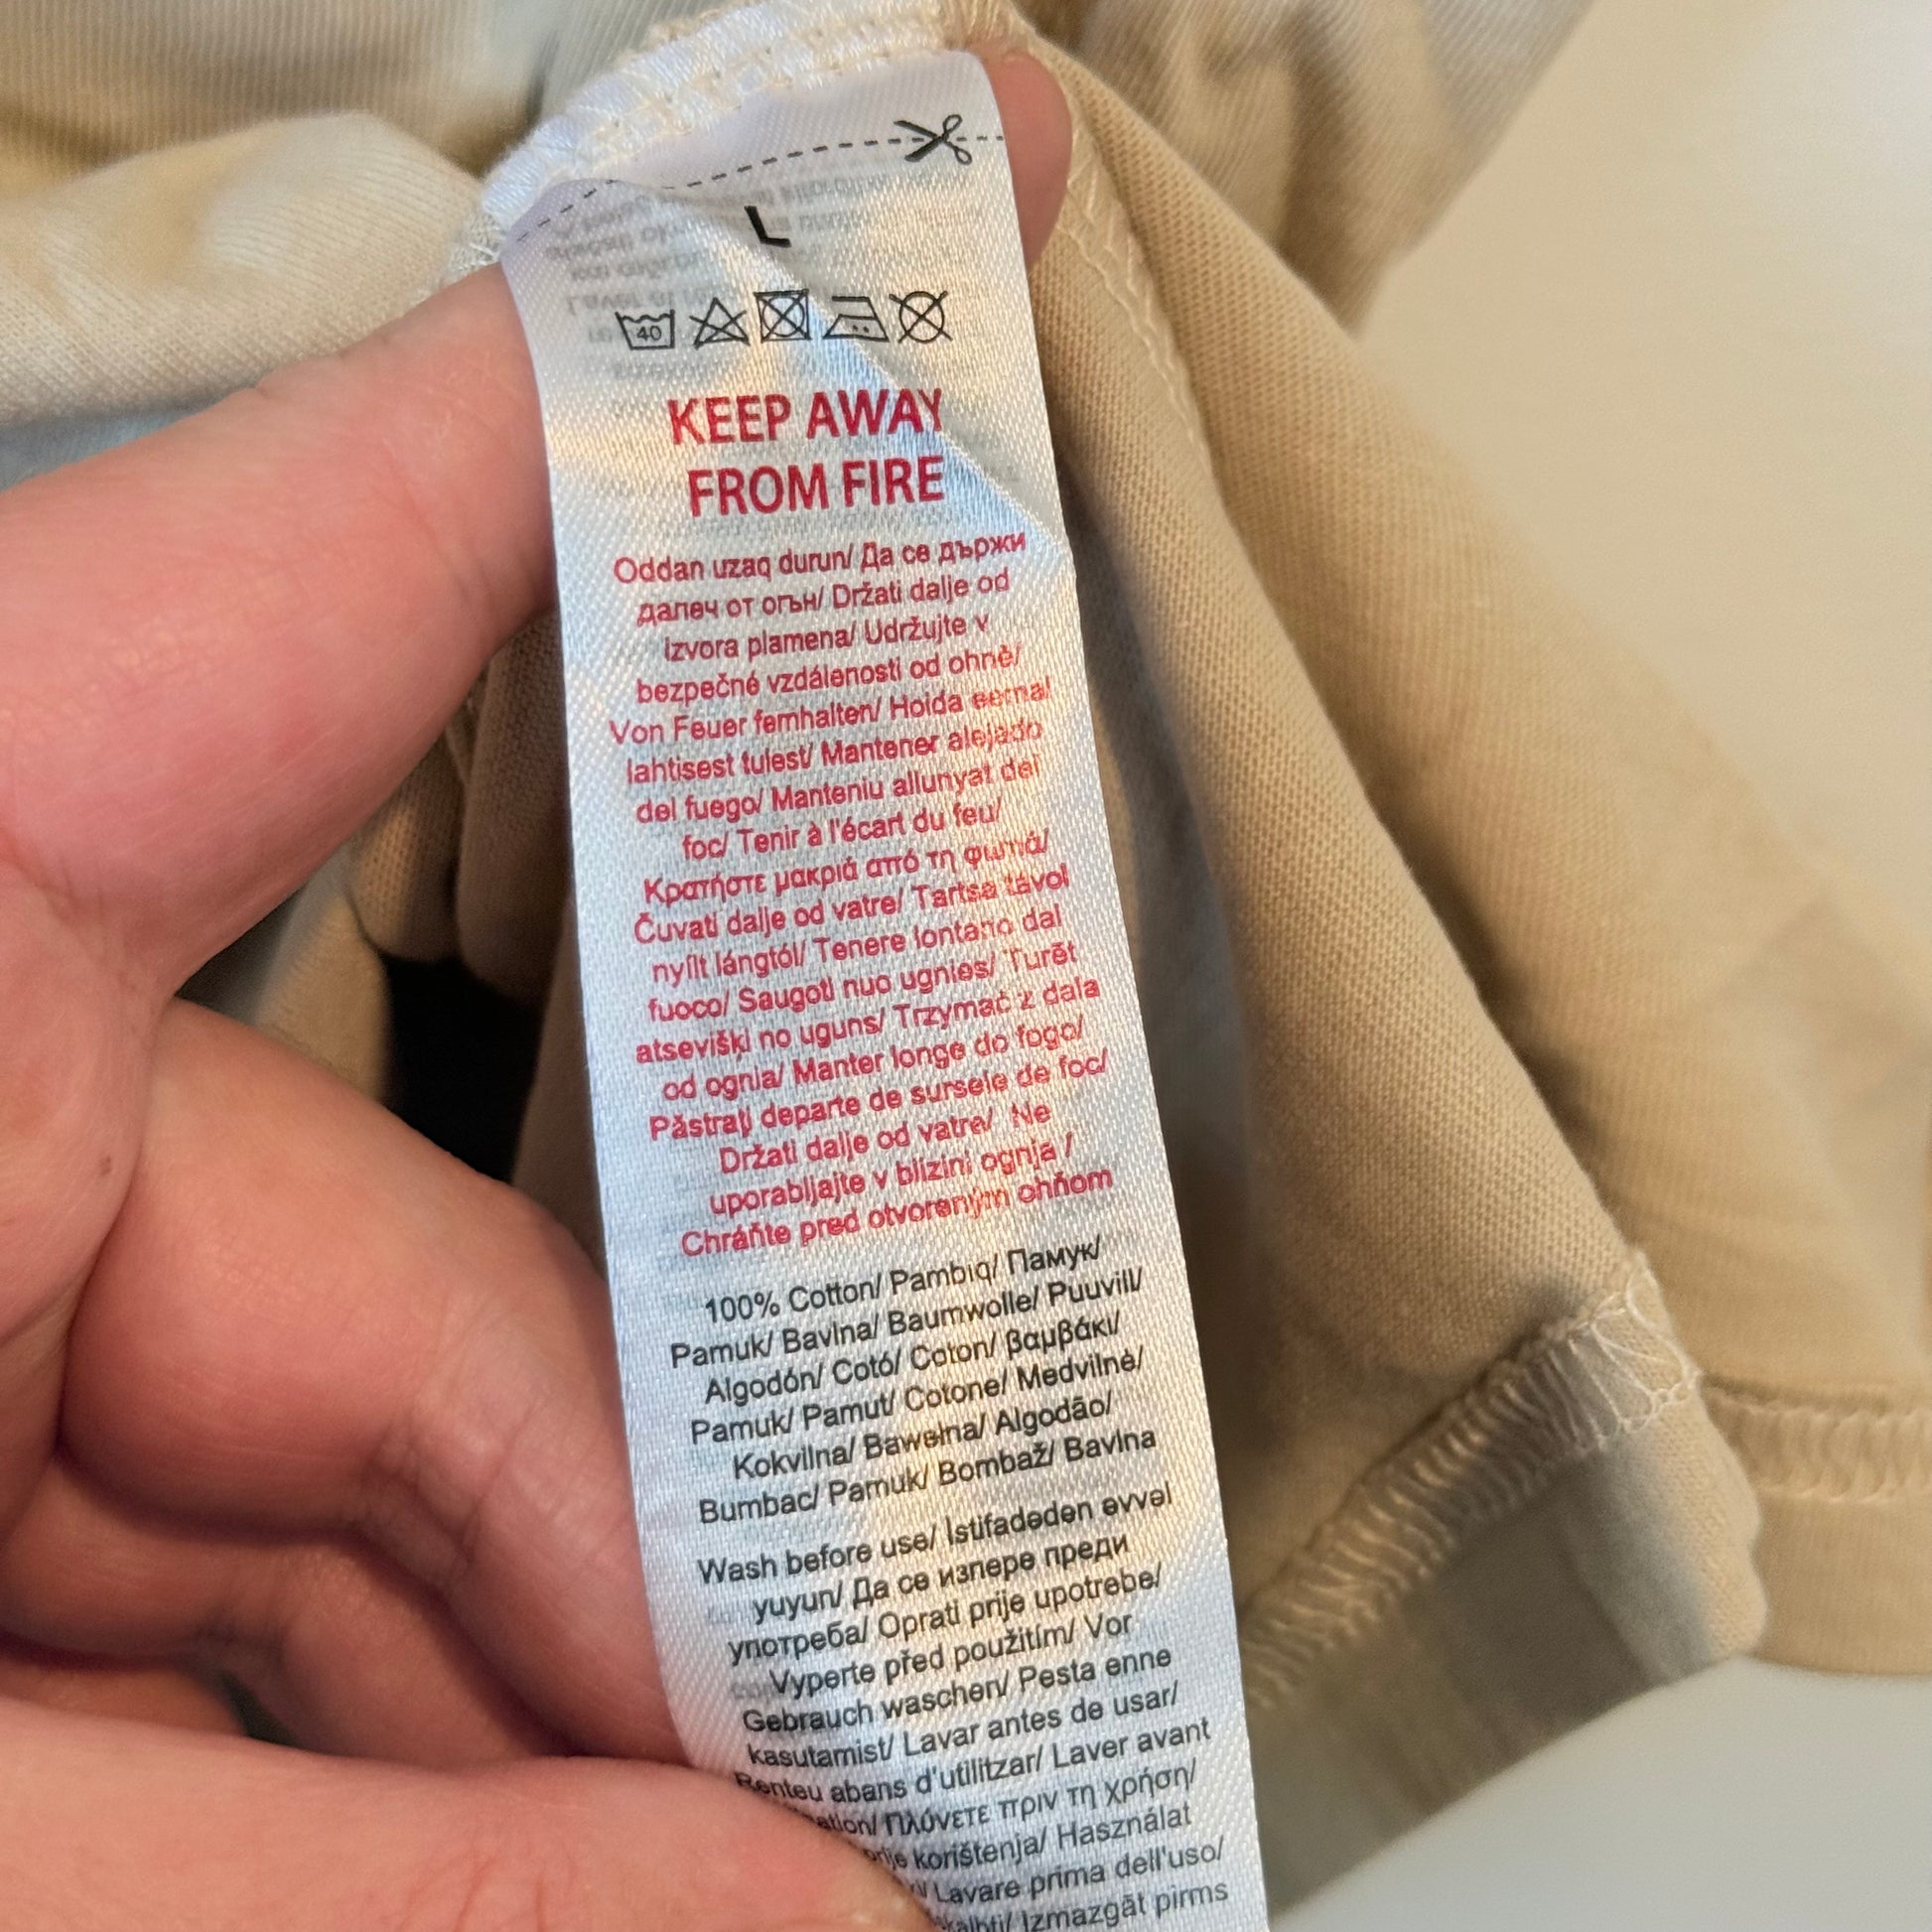 L
40
KEEP AWAY
FROM FIRE
Oddan uzaq durun/ Да се държи
далеч от огън/ Držati dalje od
izvora plamena/ Udržujte v
bezpečné vzdálenosti od ohně/
Von Feuer fernhalten/ Hoida eemal
lahtisest tulest/ Mantener alejado
del fuego/ Manteniu allunyat del
foc/ Tenir à l'écart du feu/
Κρατήστε μακριά από τη φωτιά/
Čuvati dalje od vatre/ Tartsa távol
nyílt lángtól/ Tenere lontano dal
fuoco/ Saugoti nuo ugnies/ Turēt
atsevišķi no uguns/ Trzymać z dala
od ognia/ Manter longe do fogo/
Păstrați departe de sursele de foc/
Držati dalje od vatre/ Ne
uporabljajte v blizini ognja /
Chráňte pred otvoreným ohňom
100% Cotton/ Pambıq/ Памук/
Pamuk/ Bavlna/ Baumwolle/ Puuvill/
Algodón/ Cotó/ Coton/ βαμβάκι/
Pamuk/ Pamut/ Cotone/ Medvilnė/
Kokvilna/ Bawełna/ Algodão/
Bumbac/ Pamuk/ Bombaž/ Bavlna
Wash before use/ İstifadədən əvvəl
yuyun/ Да се изпере преди
употреба/ Oprati prije upotrebe/
Vyperte před použitím/ Vor
Gebrauch waschen/ Pesta enne
kasutamist/ Lavar antes de usar/
Renteu abans d'utilitzar/ Laver avant
Πλύνετε πριν τη χρήση/
korištenja/ Használat
Lavare prima dell'uso/
Izmazgāt pirms